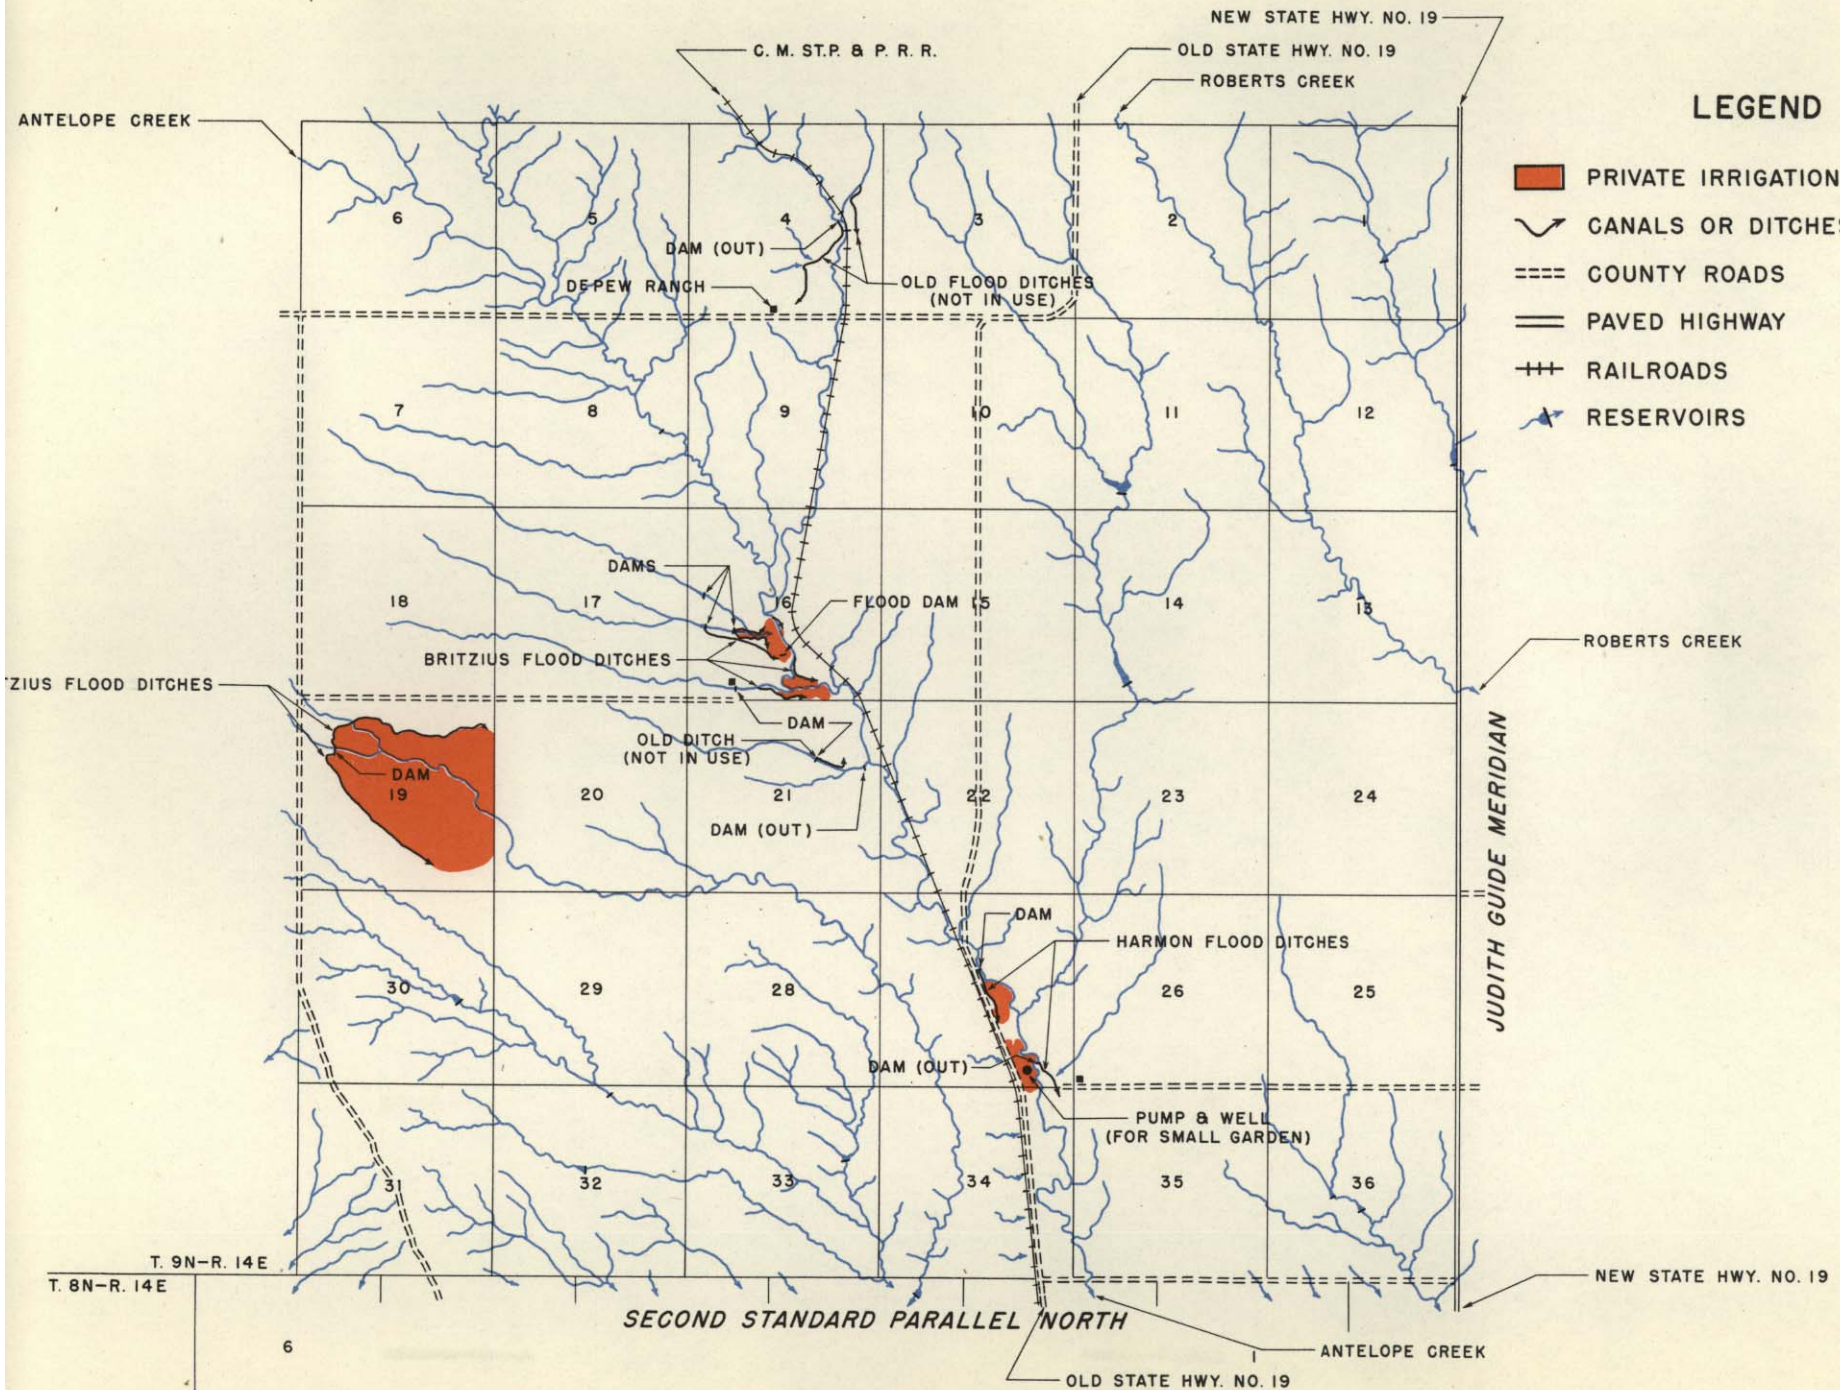 NEW STATE HWY. NO. 19
C. M. ST. P. & P. R. R.
OLD STATE HWY. NO. 19
ROBERTS CREEK
ANTELOPE CREEK
LEGEND
PRIVATE IRRIGATION
CANALS OR DITCHES
COUNTY ROADS
PAVED HIGHWAY
RAILROADS
RESERVOIRS
6
5
4
3
2
1
DAM (OUT)
DEPEW RANCH
OLD FLOOD DITCHES
(NOT IN USE)
7
8
9
10
11
12
DAMS
18
17
16
FLOOD DAM
15
14
13
BRITZIUS FLOOD DITCHES
ROBERTS CREEK
TZIUS FLOOD DITCHES
DAM
OLD DITCH
(NOT IN USE)
DAM
19
20
21
22
23
24
DAM (OUT)
JUDITH GUIDE MERIDIAN
DAM
HARMON FLOOD DITCHES
30
29
28
26
25
DAM (OUT)
PUMP & WELL
(FOR SMALL GARDEN)
31
32
33
34
35
36
T. 9N-R. 14E
T. 8N-R. 14E
NEW STATE HWY. NO. 19
SECOND STANDARD PARALLEL NORTH
6
1
ANTELOPE CREEK
OLD STATE HWY. NO. 19